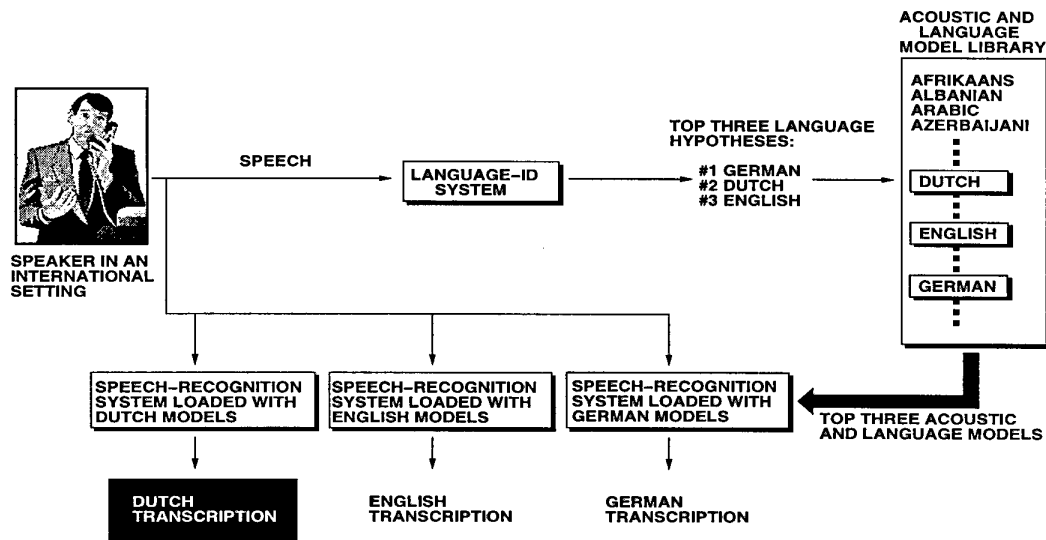 ACOUSTIC AND
LANGUAGE
MODEL LIBRARY
AFRIKAANS
ALBANIAN
ARABIC
AZERBAIJANI
DUTCH
ENGLISH
GERMAN
SPEECH
LANGUAGE-ID
SYSTEM
TOP THREE LANGUAGE
HYPOTHESES:
#1 GERMAN
#2 DUTCH
#3 ENGLISH
SPEAKER IN AN
INTERNATIONAL
SETTING
SPEECH-RECOGNITION
SYSTEM LOADED WITH
DUTCH MODELS
SPEECH-RECOGNITION
SYSTEM LOADED WITH
ENGLISH MODELS
SPEECH-RECOGNITION
SYSTEM LOADED WITH
GERMAN MODELS
TOP THREE ACOUSTIC
AND LANGUAGE MODELS
DUTCH
TRANSCRIPTION
ENGLISH
TRANSCRIPTION
GERMAN
TRANSCRIPTION